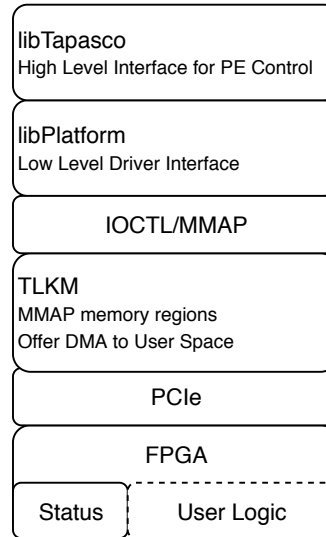 libTapasco
High Level Interface for PE Control
libPlatform
Low Level Driver Interface
IOCTL/MMAP
TLKM
MMAP memory regions
Offer DMA to User Space
PCIe
FPGA
Status User Logic